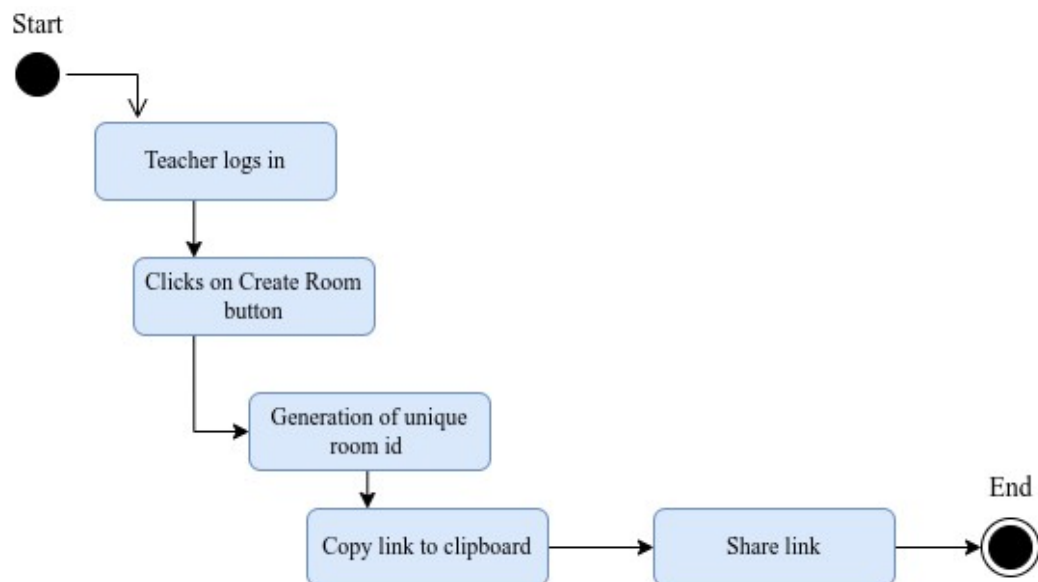 Start
Teacher logs in
Clicks on Create Room
button
Generation of unique
room id
Copy link to clipboard
Share link
End